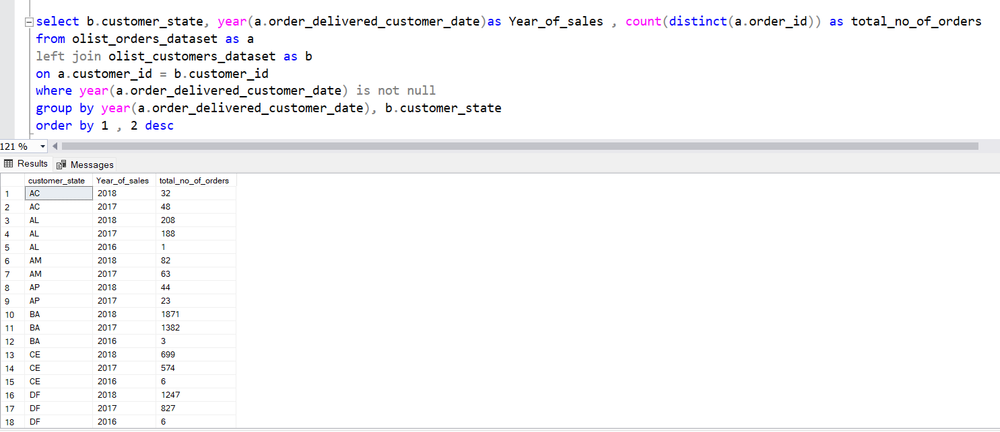 select b.customer_state, year(a.order_delivered_customer_date)as Year_of_sales , count(distinct(a.order_id)) as total_no_of_orders
from olist_orders_dataset as a
left join olist_customers_dataset as b
on a.customer_id = b.customer_id
where year(a.order_delivered_customer_date) is not null
group by year(a.order_delivered_customer_date), b.customer_state
order by 1 , 2 desc
121 %
Results Messages
customer_state Year_of_sales total_no_of_orders
1 AC 2018 32
2 AC 2017 48
3 AL 2018 208
4 AL 2017 188
5 AL 2016 1
6 AM 2018 82
7 AM 2017 63
8 AP 2018 44
9 AP 2017 23
10 BA 2018 1871
11 BA 2017 1382
12 BA 2016 3
13 CE 2018 699
14 CE 2017 574
15 CE 2016 6
16 DF 2018 1247
17 DF 2017 827
18 DF 2016 6